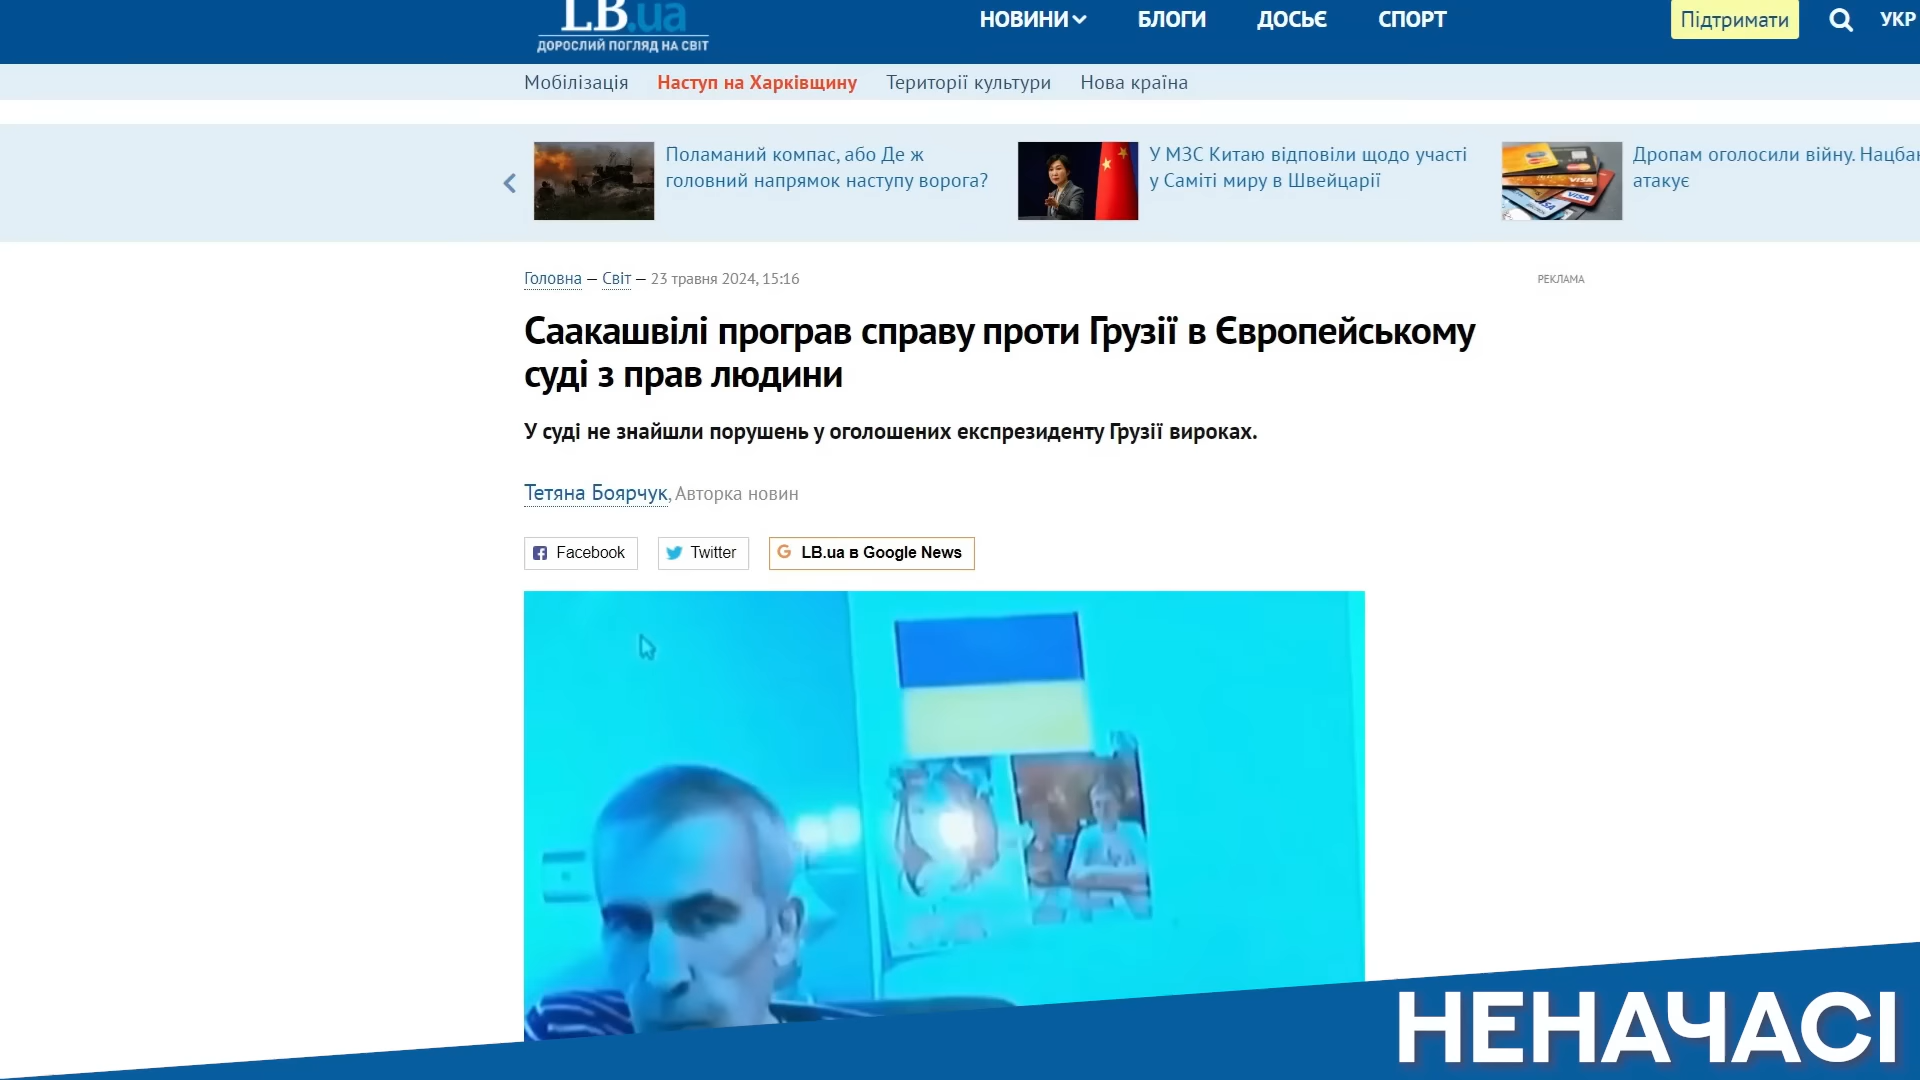 LB.ua
ДОРОСЛИЙ ПОГЛЯД НА СВІТ
НОВИНИ
БЛОГИ
ДОСЬЄ
СПОРТ
Підтримати
УКР
Мобілізація
Наступ на Харківщину
Території культури
Нова країна
Поламаний компас, або Де ж
головний напрямок наступу ворога?
У МЗС Китаю відповіли щодо участі
у Саміті миру в Швейцарії
Дропам оголосили війну. Нацбан
атакує
Головна — Світ — 23 травня 2024, 15:16
РЕКЛАМА
Саакашвілі програв справу проти Грузії в Європейському
суді з прав людини
У суді не знайшли порушень у оголошених експрезиденту Грузії вироках.
Тетяна Боярчук, Авторка новин
Facebook
Twitter
LB.ua в Google News
НЕНАЧАСІ